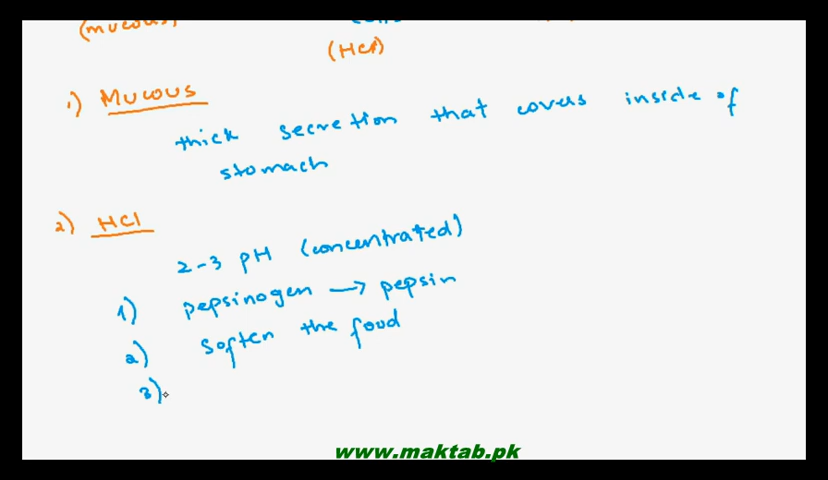 (mucous)
(HCl)
1) Mucous
thick secretion that covers inside of
stomach
2) HCl
2-3 pH (concentrated)
1) pepsinogen → pepsin
2) Soften the food
3)
www.maktab.pk